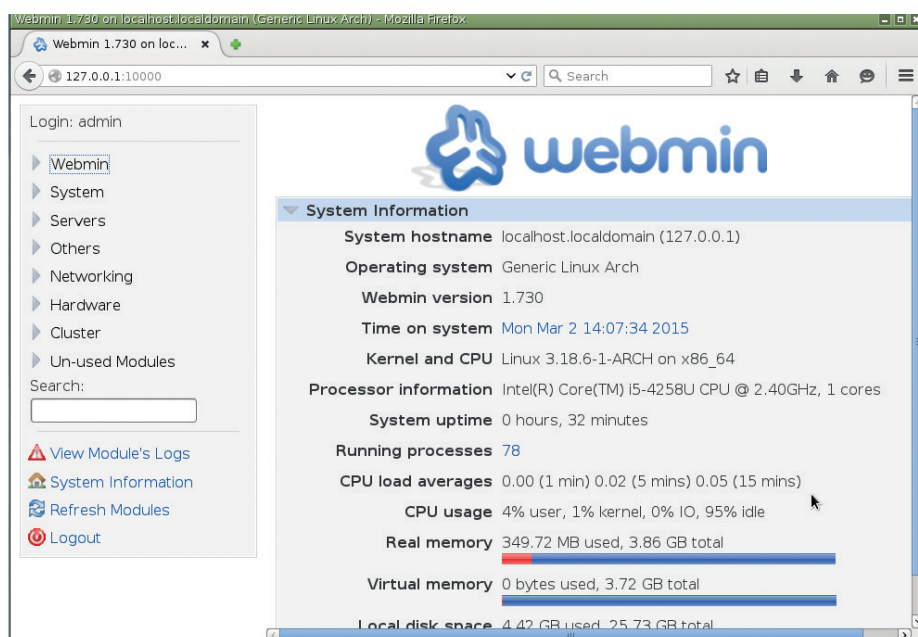 Webmin 1.730 on localhost.localdomain (Generic Linux Arch) - Mozilla Firefox
Webmin 1.730 on loc...
127.0.0.1:10000
Search
Login: admin
Webmin
System
Servers
Others
Networking
Hardware
Cluster
Un-used Modules
Search:
View Module's Logs
System Information
Refresh Modules
Logout
webmin
System Information
System hostname localhost.localdomain (127.0.0.1)
Operating system Generic Linux Arch
Webmin version 1.730
Time on system Mon Mar 2 14:07:34 2015
Kernel and CPU Linux 3.18.6-1-ARCH on x86_64
Processor information Intel(R) Core(TM) i5-4258U CPU @ 2.40GHz, 1 cores
System uptime 0 hours, 32 minutes
Running processes 78
CPU load averages 0.00 (1 min) 0.02 (5 mins) 0.05 (15 mins)
CPU usage 4% user, 1% kernel, 0% IO, 95% idle
Real memory 349.72 MB used, 3.86 GB total
Virtual memory 0 bytes used, 3.72 GB total
Local disk space 4.42 GB used, 25.73 GB total